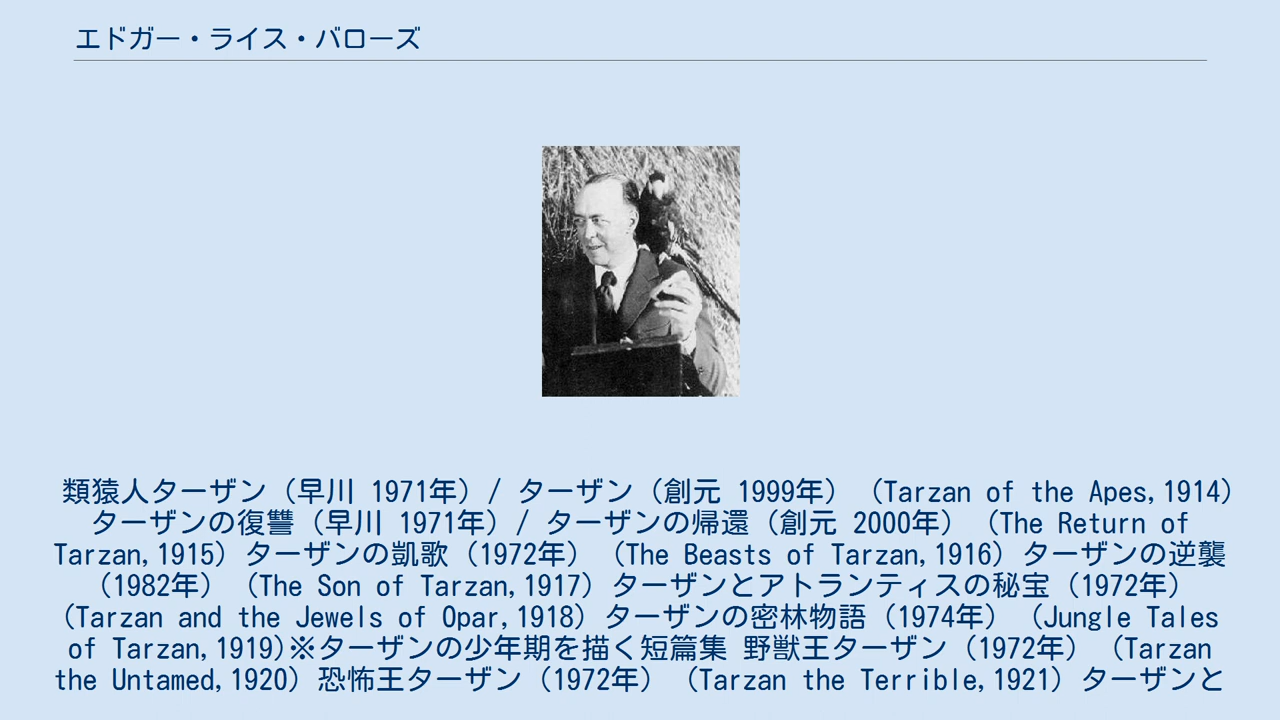 エドガー・ライス・バローズ
類猿人ターザン（早川 1971年）/ ターザン（創元 1999年）（Tarzan of the Apes,1914）
ターザンの復讐（早川 1971年）/ ターザンの帰還（創元 2000年）（The Return of
Tarzan,1915）ターザンの凱歌（1972年）（The Beasts of Tarzan,1916）ターザンの逆襲
（1982年）（The Son of Tarzan,1917）ターザンとアトランティスの秘宝（1972年）
（Tarzan and the Jewels of Opar,1918）ターザンの密林物語（1974年）（Jungle Tales
of Tarzan,1919)※ターザンの少年期を描く短篇集 野獣王ターザン（1972年）（Tarzan
the Untamed,1920）恐怖王ターザン（1972年）（Tarzan the Terrible,1921）ターザンと